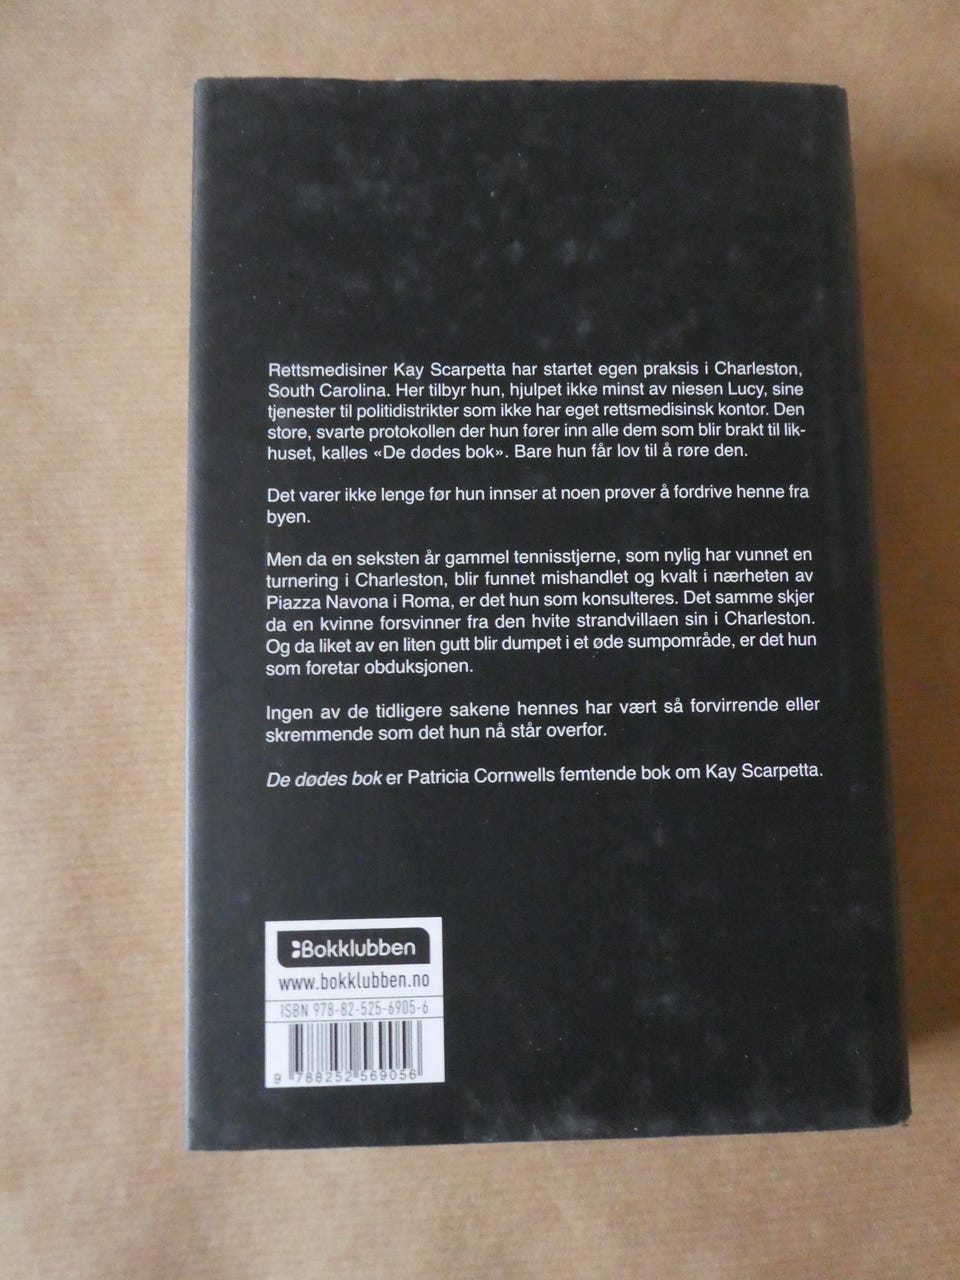 Rettsmedisiner Kay Scarpetta har startet egen praksis i Charleston,
South Carolina. Her tilbyr hun, hjulpet ikke minst av niesen Lucy, sine
tjenester til politidistrikter som ikke har eget rettsmedisinsk kontor. Den
store, svarte protokollen der hun fører inn alle dem som blir brakt til lik-
huset, kalles «De dødes bok». Bare hun får lov til å røre den.
Det varer ikke lenge før hun innser at noen prøver å fordrive henne fra
byen.
Men da en seksten år gammel tennisstjerne, som nylig har vunnet en
turnering i Charleston, blir funnet mishandlet og kvalt i nærheten av
Piazza Navona i Roma, er det hun som konsulteres. Det samme skjer
da en kvinne forsvinner fra den hvite strandvillaen sin i Charleston.
Og da liket av en liten gutt blir dumpet i et øde sumpområde, er det hun
som foretar obduksjonen.
Ingen av de tidligere sakene hennes har vært så forvirrende eller
skremmende som det hun nå står overfor.
De dødes bok er Patricia Cornwells femtende bok om Kay Scarpetta.
Bokklubben
www.bokklubben.no
ISBN 978-82-525-6905-6
9 788252 569056